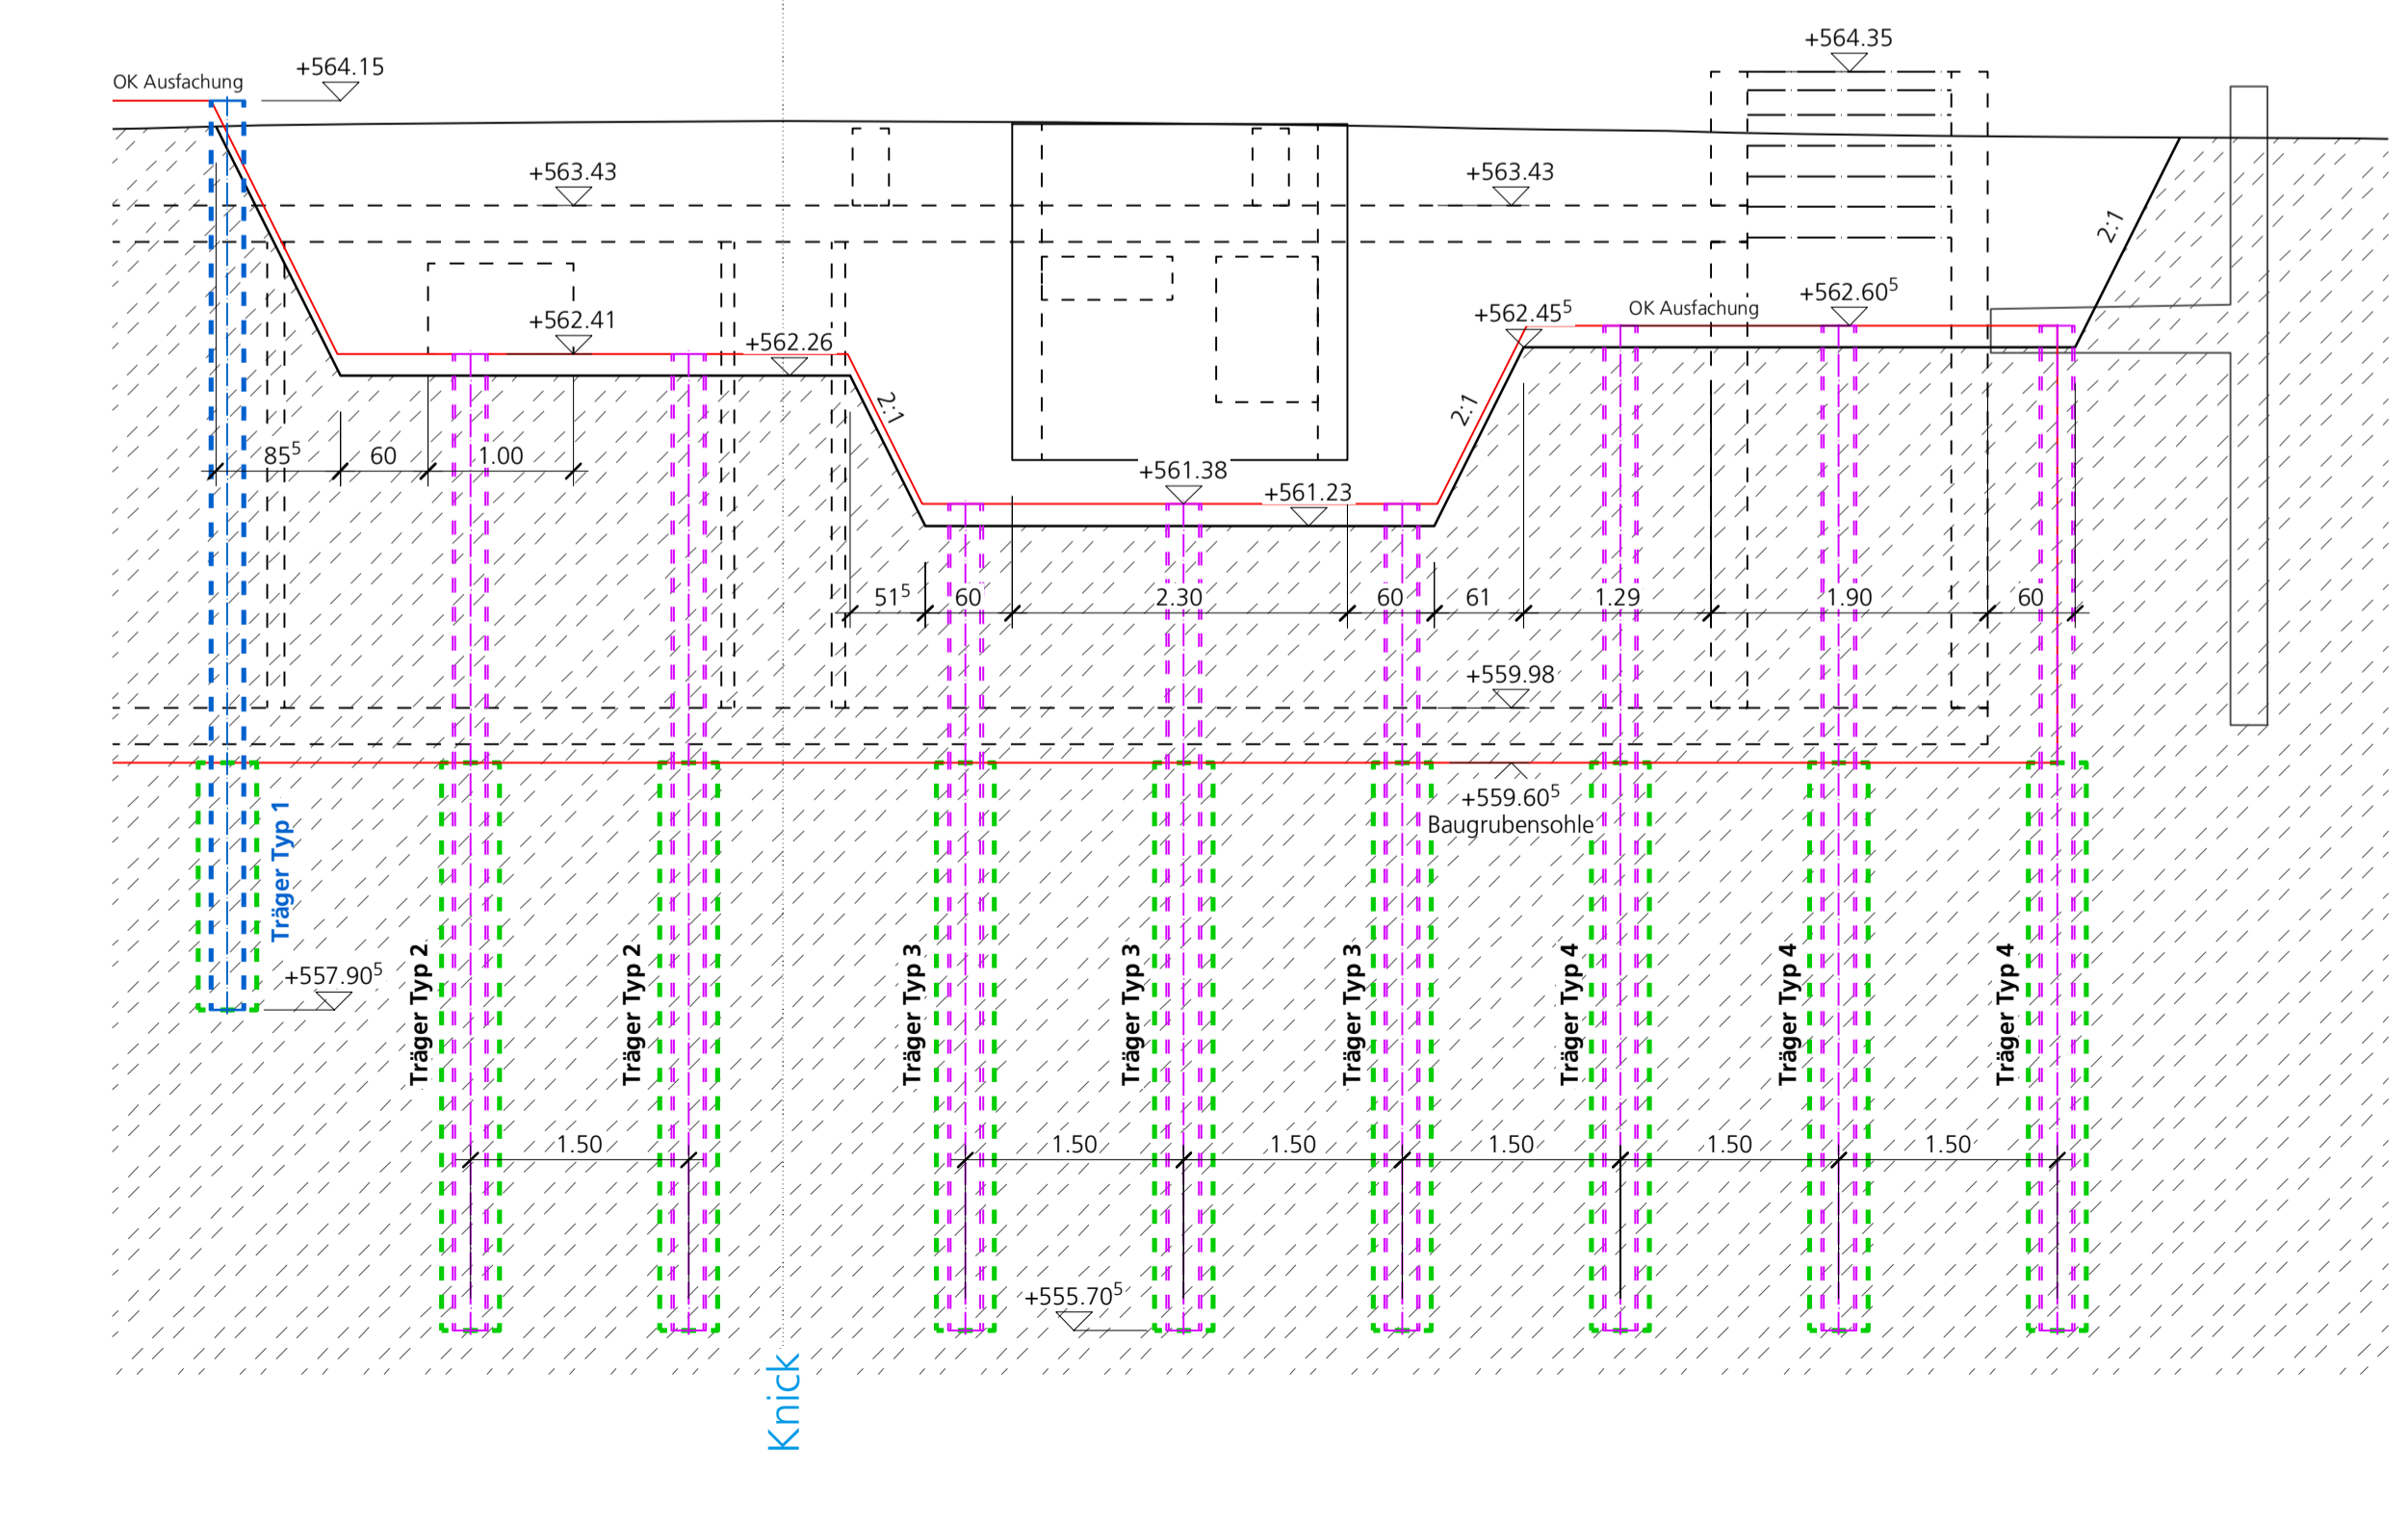 +564.35
+564.15
OK Ausfachung
+563.43
+563.43
2:1
+562.60⁵
OK Ausfachung
+562.45⁵
+562.41
+562.26
2:1
2:1
85⁵
60
1.00
+561.38
+561.23
51⁵
60
2.30
60
61
1.29
1.90
60
+559.98
+559.60⁵
Baugrubensohle
Träger Typ 1
+557.90⁵
Träger Typ 2
Träger Typ 2
Träger Typ 3
Träger Typ 3
Träger Typ 3
Träger Typ 4
Träger Typ 4
Träger Typ 4
1.50
1.50
1.50
1.50
1.50
1.50
+555.70⁵
Knick